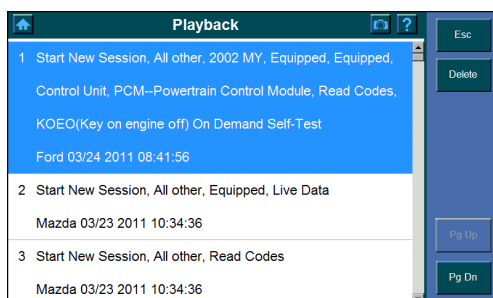 Playback
?
Esc
Delete
1 Start New Session, All other, 2002 MY, Equipped, Equipped,
Control Unit, PCM--Powertrain Control Module, Read Codes,
KOEO(Key on engine off) On Demand Self-Test
Ford 03/24 2011 08:41:56
2 Start New Session, All other, Equipped, Live Data
Mazda 03/23 2011 10:34:36
3 Start New Session, All other, Read Codes
Mazda 03/23 2011 10:34:36
Pg Up
Pg Dn